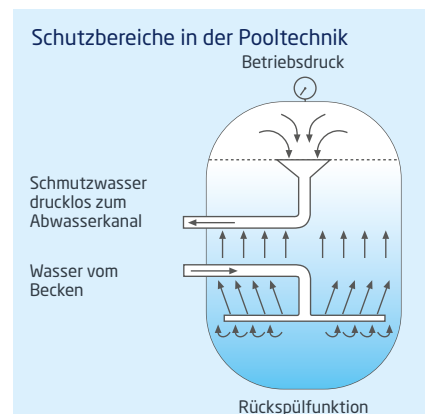 Schutzbereiche in der Pooltechnik
Betriebsdruck
Schmutzwasser
drucklos zum
Abwasserkanal
Wasser vom
Becken
Rückspülfunktion